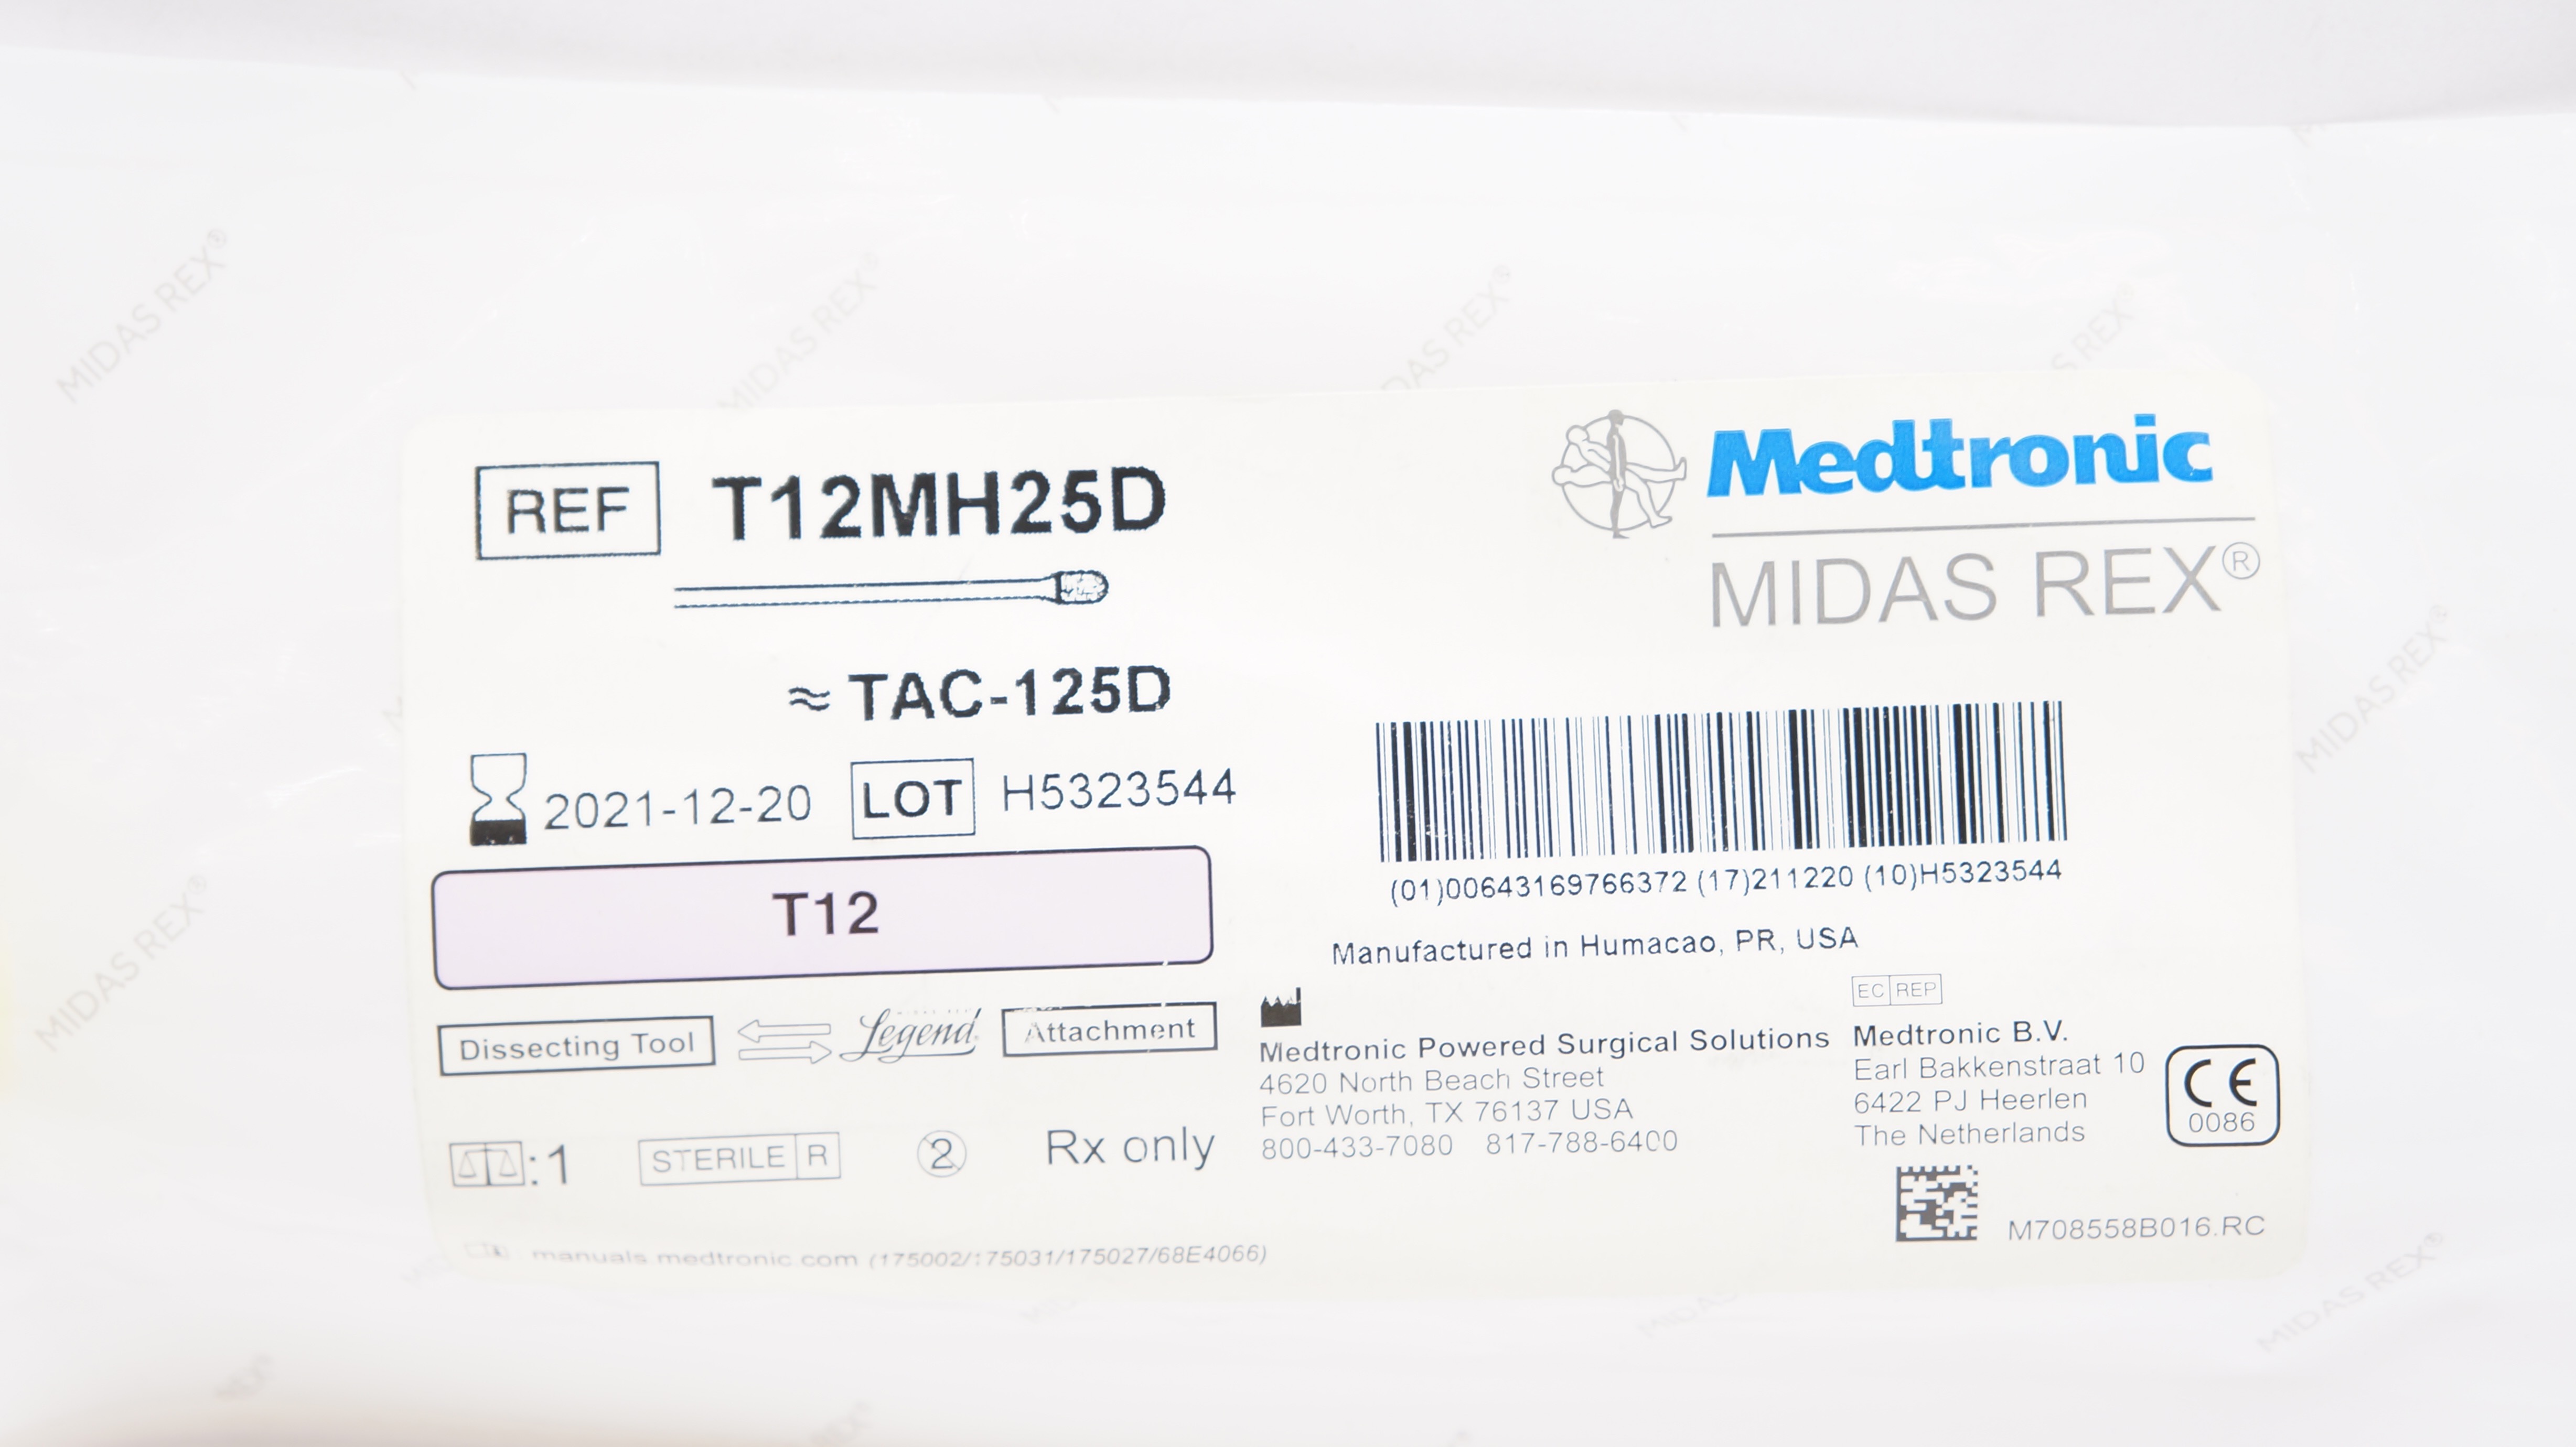 Medtronic
MIDAS REX®
REF T12MH25D
≈ TAC-125D
2021-12-20 LOT H5323544
T12
Dissecting Tool Legend Attachment
:1 STERILE R 2 Rx only
manuals.medtronic.com (175002/175031/175027/68E4066)
(01)00643169766372 (17)211220 (10)H5323544
Manufactured in Humacao, PR, USA
Medtronic Powered Surgical Solutions
4620 North Beach Street
Fort Worth, TX 76137 USA
800-433-7080 817-788-6400
EC REP
Medtronic B.V.
Earl Bakkenstraat 10
6422 PJ Heerlen
The Netherlands
CE
0086
M708558B016.RC
MIDAS REX®
MIDAS REX®
MIDAS REX®
MIDAS REX®
MIDAS REX®